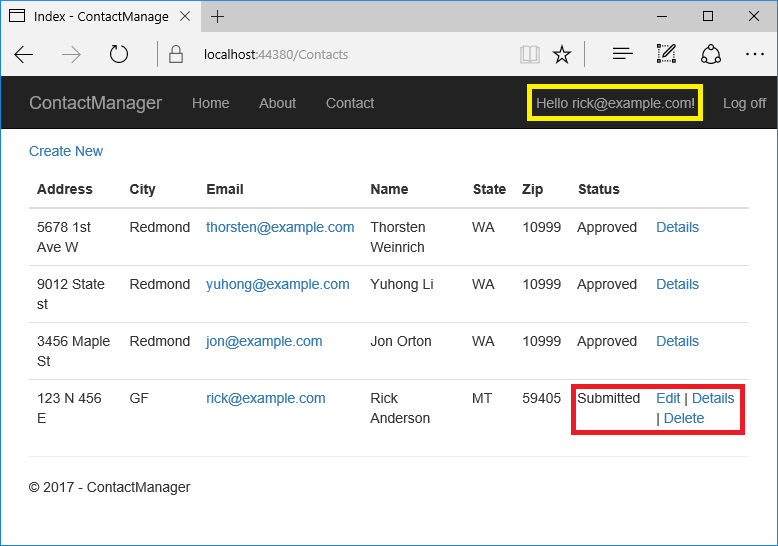 Index - ContactManage
localhost:44380/Contacts
ContactManager Home About Contact Hello rick@example.com! Log off
Create New
Address City Email Name State Zip Status
5678 1st Redmond thorsten@example.com Thorsten WA 10999 Approved Details
Ave W Weinrich
9012 State Redmond yuhong@example.com Yuhong Li WA 10999 Approved Details
st
3456 Maple Redmond jon@example.com Jon Orton WA 10999 Approved Details
St
123 N 456 GF rick@example.com Rick MT 59405 Submitted Edit | Details
E Anderson | Delete
© 2017 - ContactManager